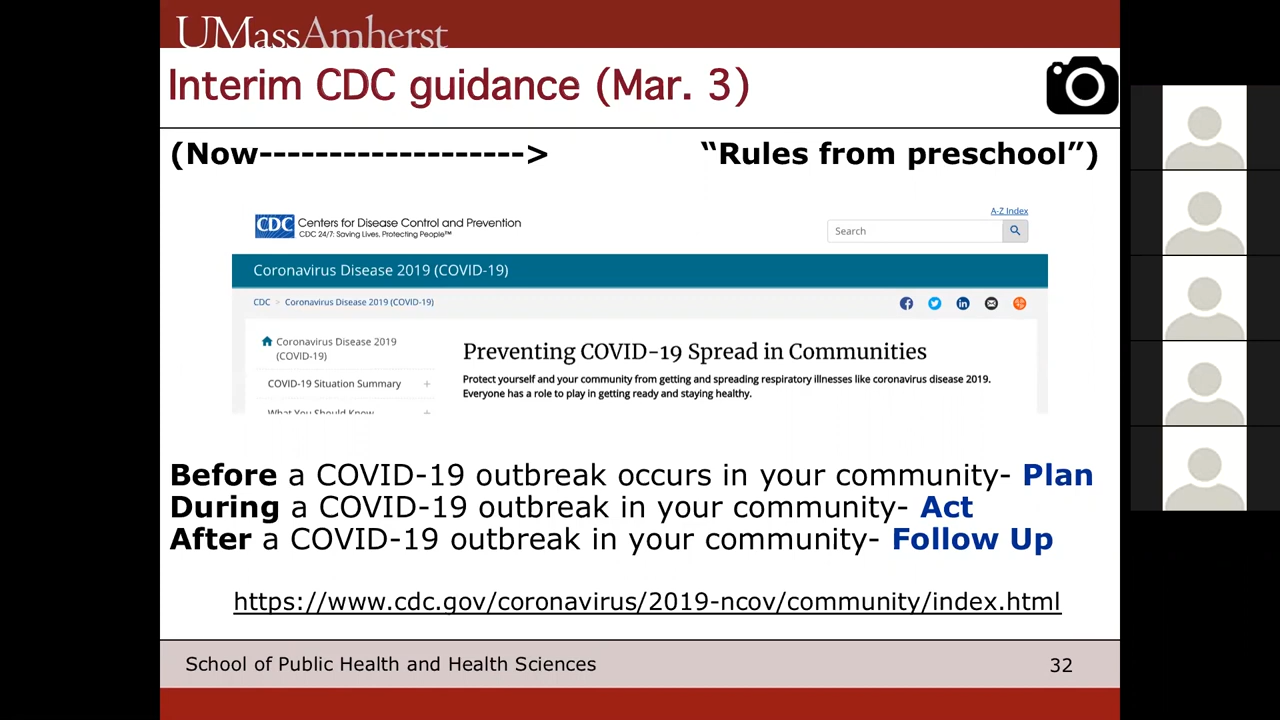 UMassAmherst
Interim CDC guidance (Mar. 3)
(Now-------------------> “Rules from preschool”)
A-Z Index
CDC Centers for Disease Control and Prevention
CDC 24/7: Saving Lives. Protecting People™
Search
Coronavirus Disease 2019 (COVID-19)
CDC > Coronavirus Disease 2019 (COVID-19)
Coronavirus Disease 2019
(COVID-19)
COVID-19 Situation Summary +
What You Should Know +
Preventing COVID-19 Spread in Communities
Protect yourself and your community from getting and spreading respiratory illnesses like coronavirus disease 2019.
Everyone has a role to play in getting ready and staying healthy.
Before a COVID-19 outbreak occurs in your community- Plan
During a COVID-19 outbreak in your community- Act
After a COVID-19 outbreak in your community- Follow Up
https://www.cdc.gov/coronavirus/2019-ncov/community/index.html
School of Public Health and Health Sciences 32